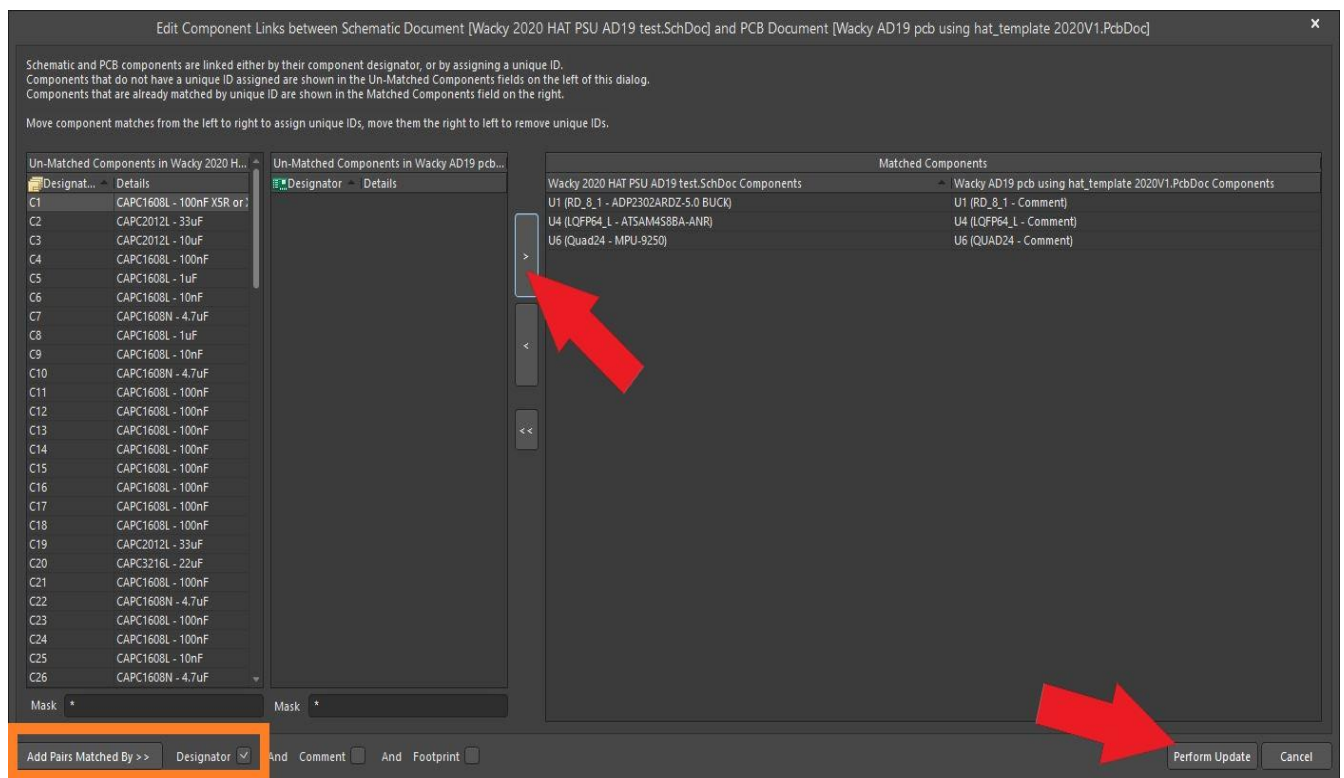 Edit Component Links between Schematic Document [Wacky 2020 HAT PSU AD19 test.SchDoc] and PCB Document [Wacky AD19 pcb using hat_template 2020V1.PcbDoc]
x
Schematic and PCB components are linked either by their component designator, or by assigning a unique ID.
Components that do not have a unique ID assigned are shown in the Un-Matched Components fields on the left of this dialog.
Components that are already matched by unique ID are shown in the Matched Components field on the right.
Move component matches from the left to right to assign unique IDs, move them the right to left to remove unique IDs.
Un-Matched Components in Wacky 2020 H... Un-Matched Components in Wacky AD19 pcb... Matched Components
Designat... Details Designator Details Wacky 2020 HAT PSU AD19 test.SchDoc Components Wacky AD19 pcb using hat_template 2020V1.PcbDoc Components
C1 CAPC1608L - 100nF X5R or U1 (RD_8_1 - ADP2302ARDZ-5.0 BUCK) U1 (RD_8_1 - Comment)
C2 CAPC2012L - 33uF U4 (LQFP64_L - ATSAM4S8BA-ANR) U4 (LQFP64_L - Comment)
C3 CAPC2012L - 10uF U6 (Quad24 - MPU-9250) U6 (QUAD24 - Comment)
C4 CAPC1608L - 100nF >
C5 CAPC1608L - 1uF
C6 CAPC1608L - 10nF
C7 CAPC1608N - 4.7uF
C8 CAPC1608L - 1uF
C9 CAPC1608L - 10nF <
C10 CAPC1608N - 4.7uF
C11 CAPC1608L - 100nF
C12 CAPC1608L - 100nF
C13 CAPC1608L - 100nF <<
C14 CAPC1608L - 100nF
C15 CAPC1608L - 100nF
C16 CAPC1608L - 100nF
C17 CAPC1608L - 100nF
C18 CAPC1608L - 100nF
C19 CAPC2012L - 33uF
C20 CAPC3216L - 22uF
C21 CAPC1608L - 100nF
C22 CAPC1608N - 4.7uF
C23 CAPC1608L - 100nF
C24 CAPC1608L - 100nF
C25 CAPC1608L - 10nF
C26 CAPC1608N - 4.7uF
Mask * Mask *
Add Pairs Matched By >> Designator And Comment And Footprint Perform Update Cancel